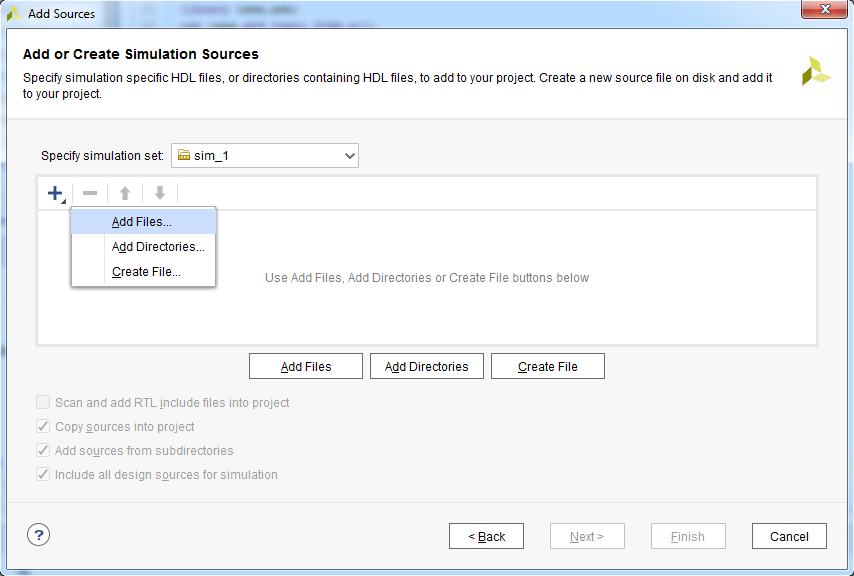 Add Sources
Add or Create Simulation Sources
Specify simulation specific HDL files, or directories containing HDL files, to add to your project. Create a new source file on disk and add it
to your project.
Specify simulation set: sim_1
Add Files...
Add Directories...
Create File...
Use Add Files, Add Directories or Create File buttons below
Add Files Add Directories Create File
Scan and add RTL include files into project
Copy sources into project
Add sources from subdirectories
Include all design sources for simulation
? < Back Next > Finish Cancel